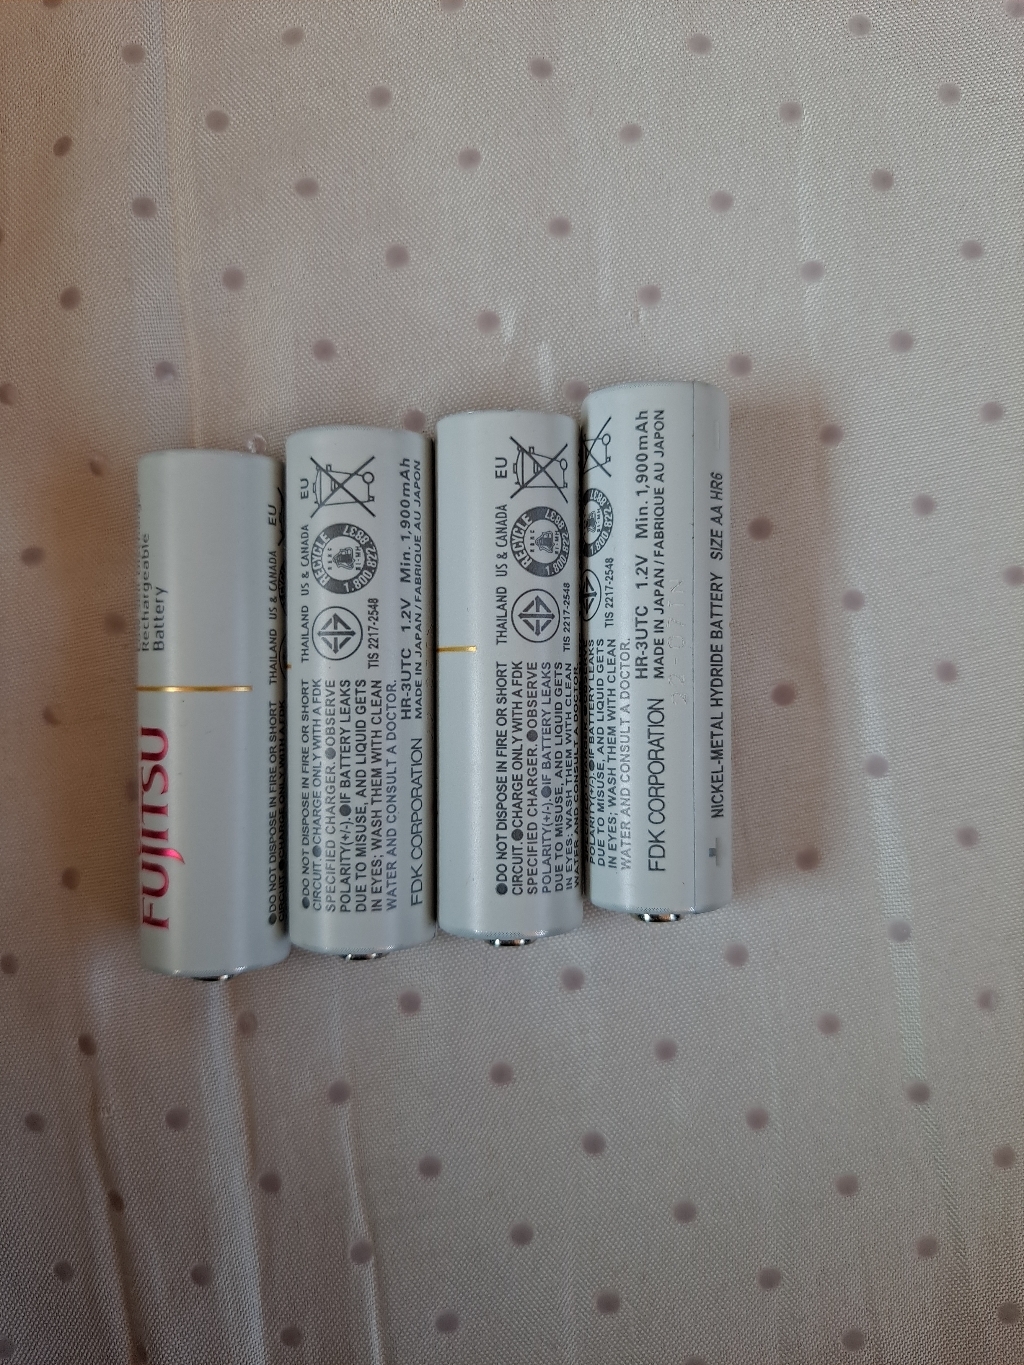 Rechargeable
Battery
FUJITSU
●DO NOT DISPOSE IN FIRE OR SHORT
THAILAND US & CANADA EU
●DO NOT DISPOSE IN FIRE OR SHORT
CIRCUIT.●CHARGE ONLY WITH A FDK
SPECIFIED CHARGER.●OBSERVE
POLARITY(+/-).●IF BATTERY LEAKS
DUE TO MISUSE, AND LIQUID GETS
IN EYES; WASH THEM WITH CLEAN
WATER AND CONSULT A DOCTOR.
THAILAND US & CANADA EU
RECYCLE
1.800.822.8837
TIS 2217-2548
HR-3UTC 1.2V Min. 1,900mAh
FDK CORPORATION MADE IN JAPAN / FABRIQUE AU JAPON
●DO NOT DISPOSE IN FIRE OR SHORT
CIRCUIT.●CHARGE ONLY WITH A FDK
SPECIFIED CHARGER.●OBSERVE
POLARITY(+/-).●IF BATTERY LEAKS
DUE TO MISUSE, AND LIQUID GETS
IN EYES; WASH THEM WITH CLEAN
WATER AND CONSULT A DOCTOR.
THAILAND US & CANADA EU
RECYCLE
1.800.822.8837
TIS 2217-2548
POLARITY(+/-).●IF BATTERY LEAKS
DUE TO MISUSE, AND LIQUID GETS
IN EYES; WASH THEM WITH CLEAN
WATER AND CONSULT A DOCTOR.
1.800.822.8837
TIS 2217-2548
HR-3UTC 1.2V Min. 1,900mAh
FDK CORPORATION MADE IN JAPAN / FABRIQUE AU JAPON
NICKEL-METAL HYDRIDE BATTERY SIZE AA HR6